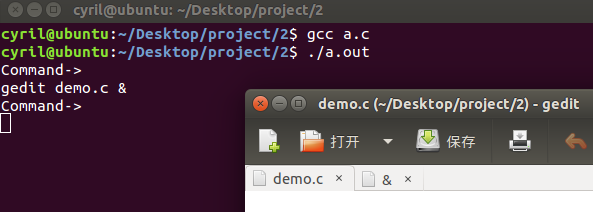 cyril@ubuntu: ~/Desktop/project/2
cyril@ubuntu:~/Desktop/project/2$ gcc a.c
cyril@ubuntu:~/Desktop/project/2$ ./a.out
Command->
gedit demo.c &
Command->
demo.c (~/Desktop/project/2) - gedit
打开 保存
demo.c × & ×